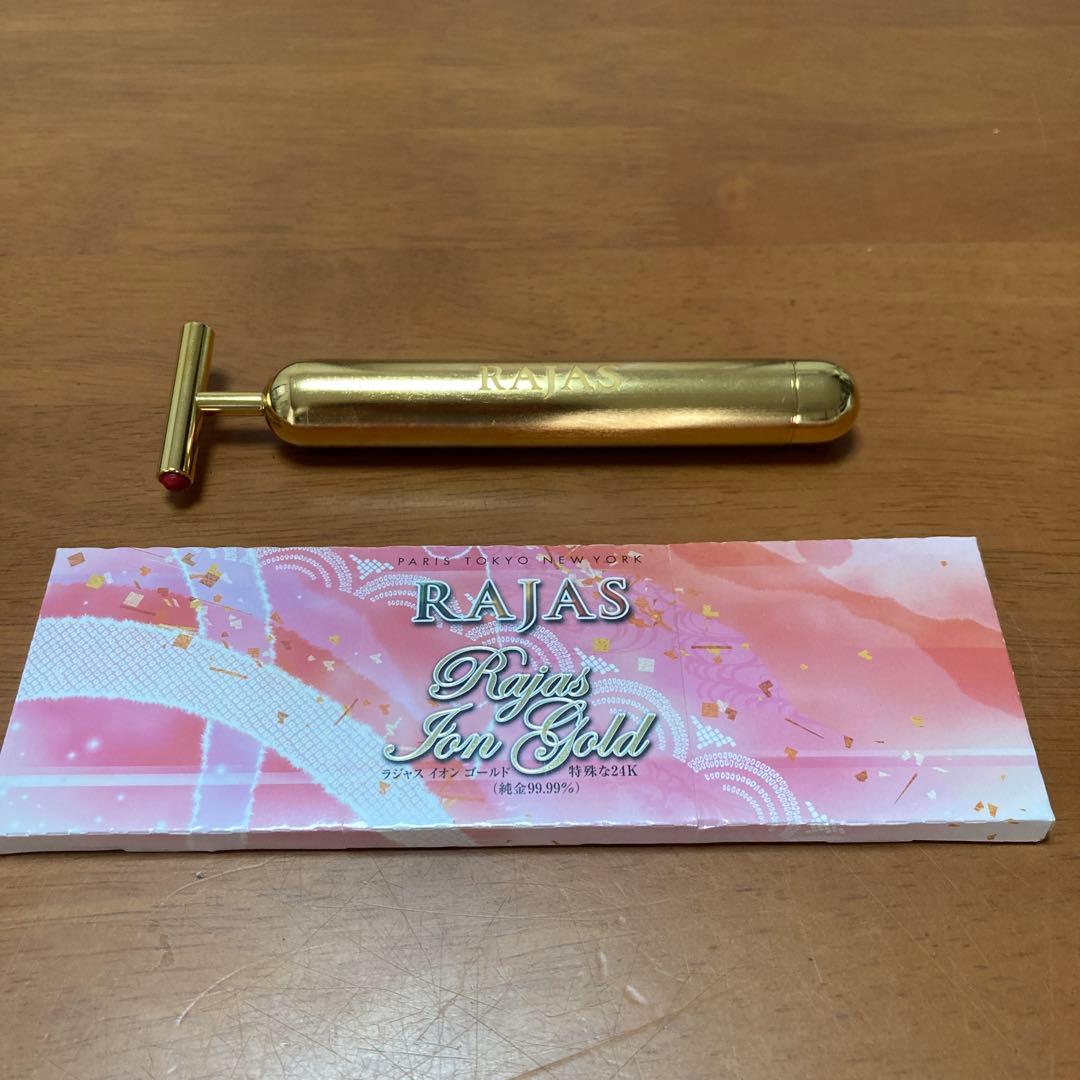 RAJAS
PARIS TOKYO NEW YORK
RAJAS
Rajas
Ion Gold
ラジャス イオン ゴールド 特殊な24K
(純金99.99%)